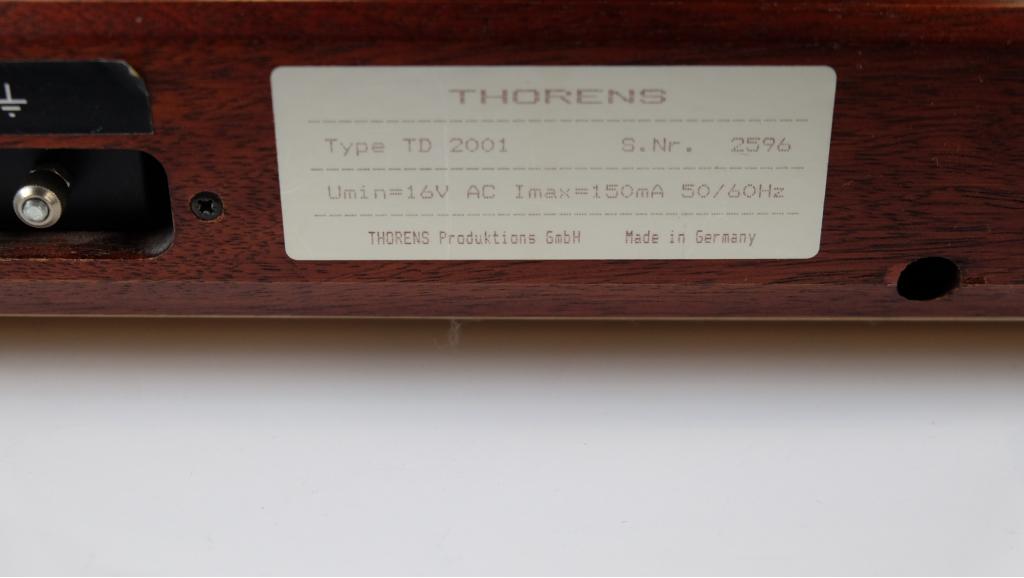 THORENS
Type TD 2001 S.Nr. 2596
Umin=16V AC Imax=150mA 50/60Hz
THORENS Produktions GmbH Made in Germany